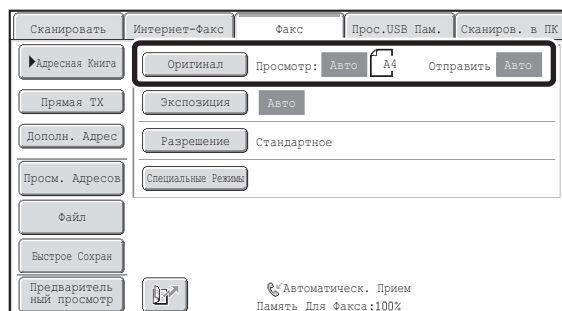 Сканировать Интернет-Факс Факс Прос.USB Пам. Сканиров. в ПК
Адресная Книга Оригинал Просмотр: Авто A4 Отправить Авто
Прямая TX Экспозиция Авто
Дополн. Адрес Разрешение Стандартное
Просм. Адресов Специальные Режимы
Файл
Быстрое Сохран
Предваритель
ный просмотр
Автоматическ. Прием
Память Для Факса:100%